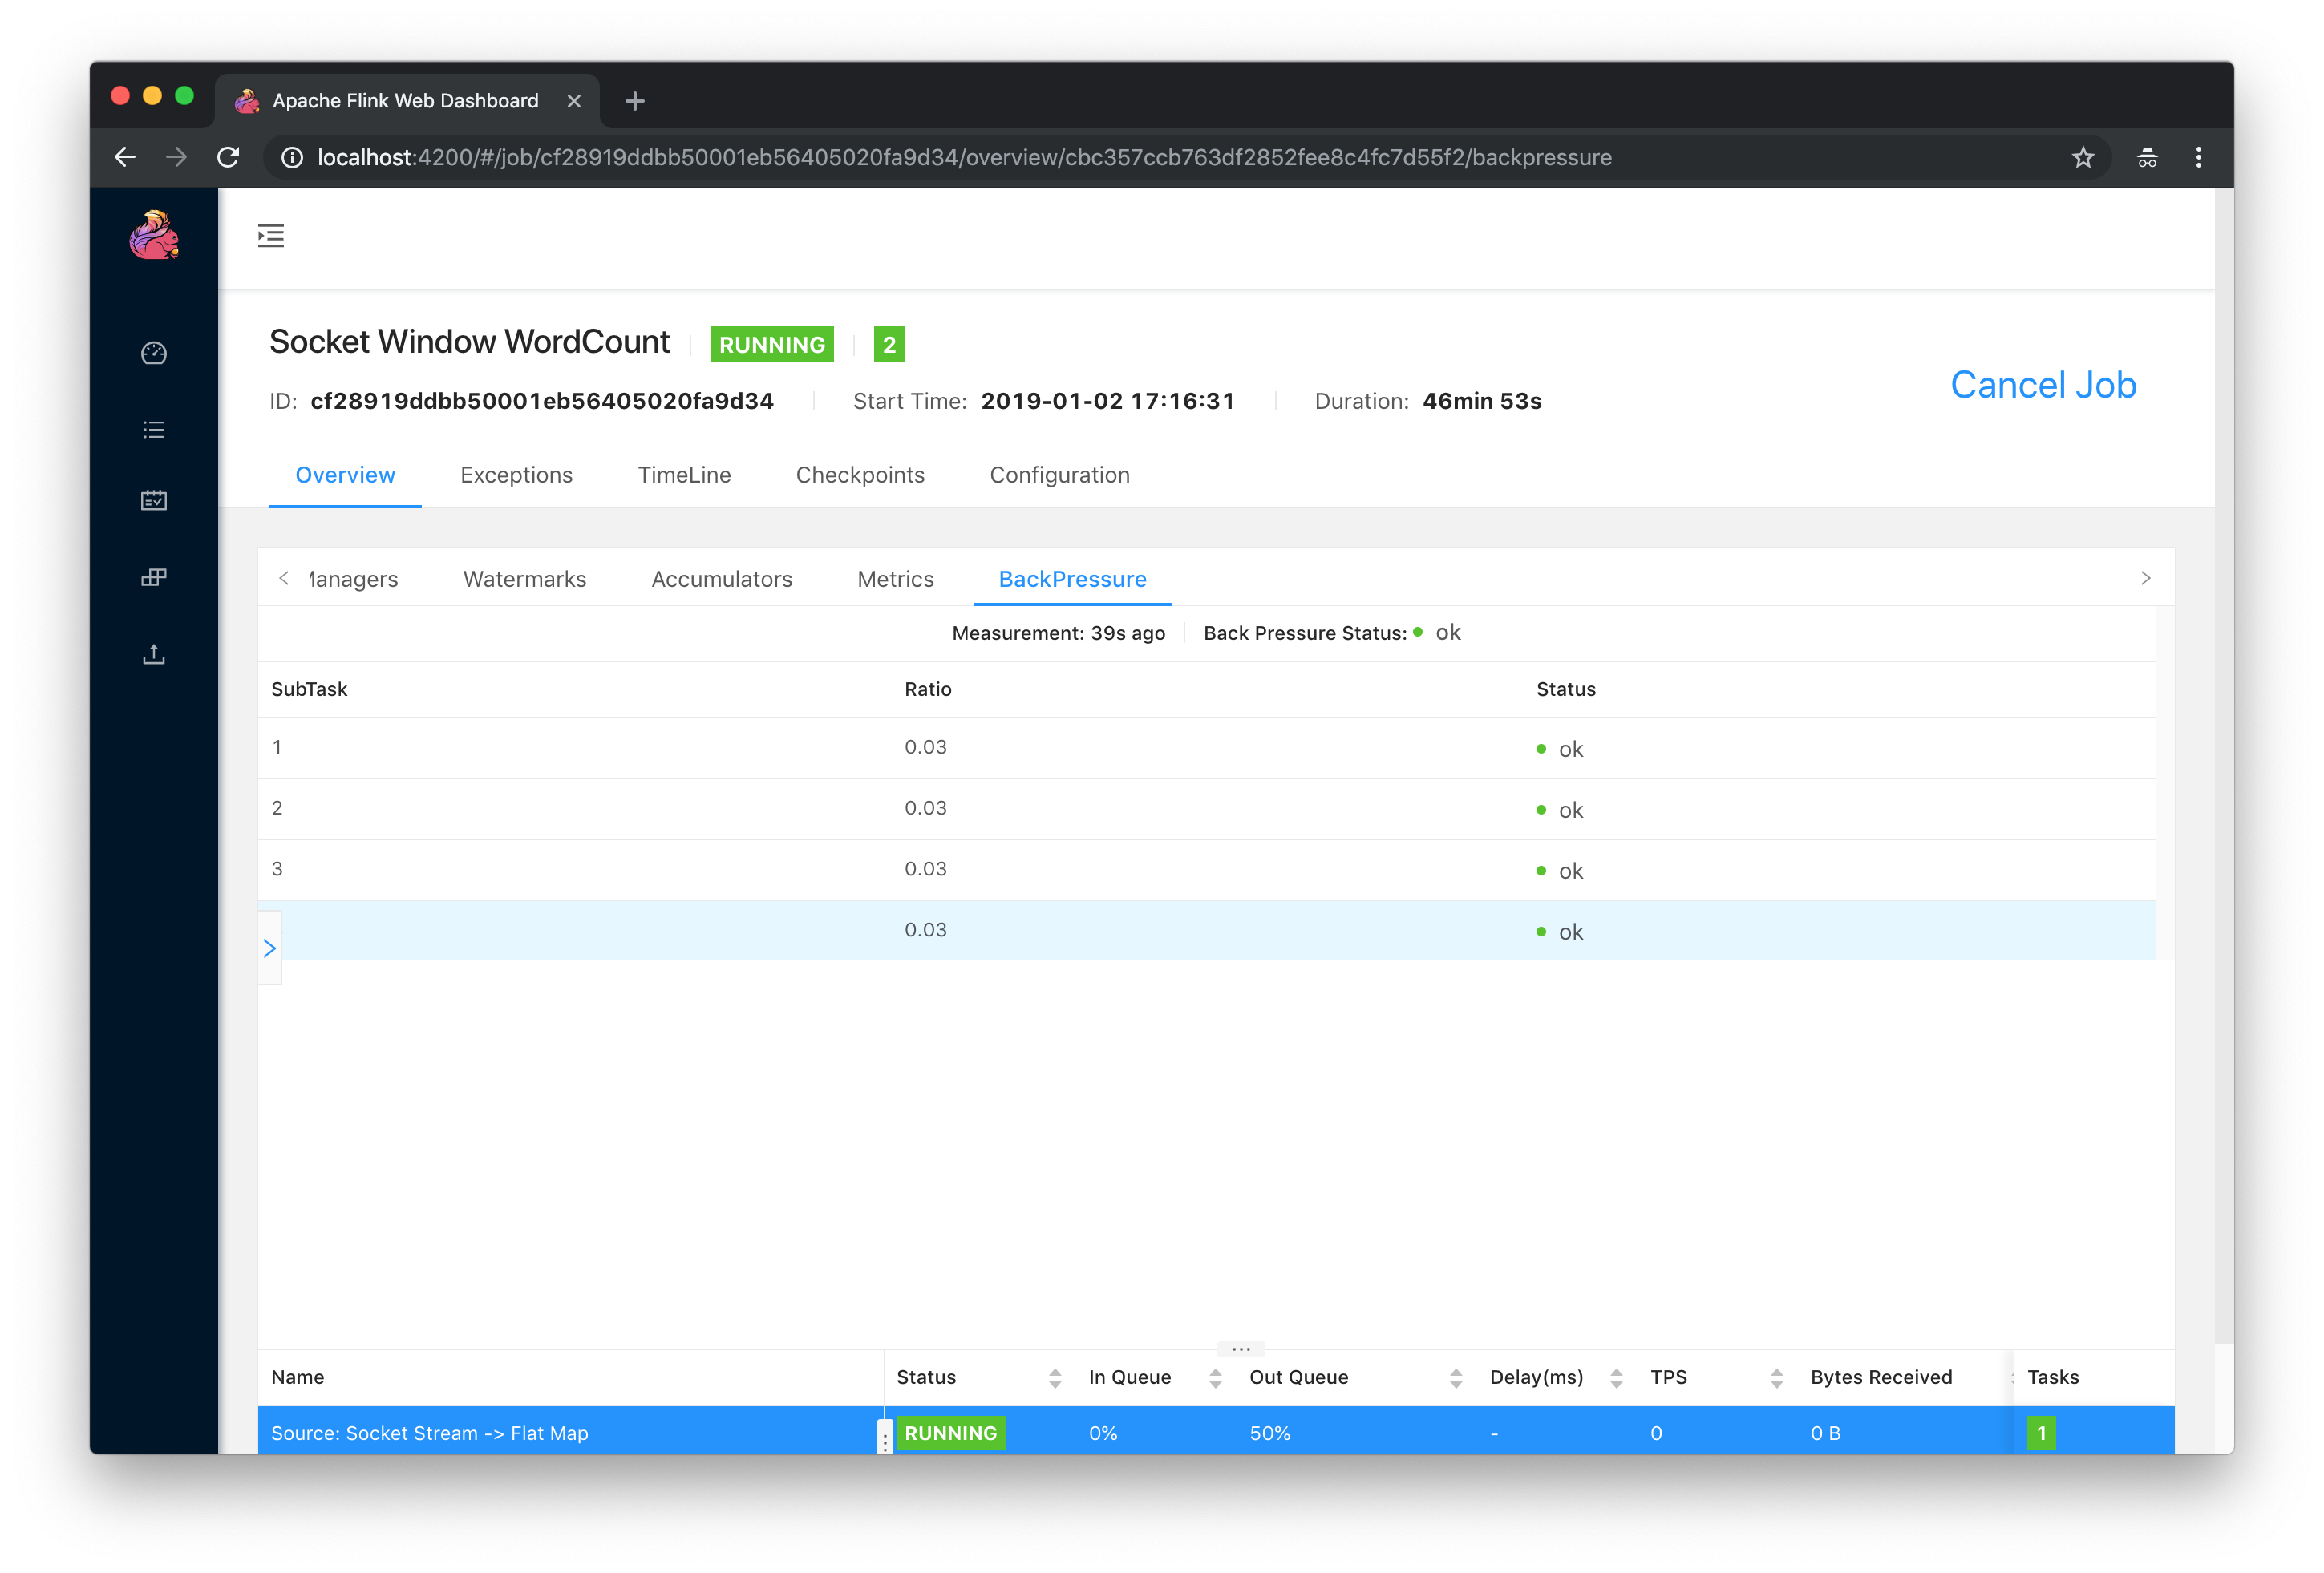 Apache Flink Web Dashboard
localhost:4200/#/job/cf28919ddbb50001eb56405020fa9d34/overview/cbc357ccb763df2852fee8c4fc7d55f2/backpressure
Socket Window WordCount RUNNING 2
ID: cf28919ddbb50001eb56405020fa9d34 Start Time: 2019-01-02 17:16:31 Duration: 46min 53s
Cancel Job
Overview Exceptions TimeLine Checkpoints Configuration
anagers Watermarks Accumulators Metrics BackPressure
Measurement: 39s ago Back Pressure Status: ok
SubTask Ratio Status
1 0.03 ok
2 0.03 ok
3 0.03 ok
0.03 ok
Name Status In Queue Out Queue Delay(ms) TPS Bytes Received Tasks
Source: Socket Stream -> Flat Map RUNNING 0% 50% - 0 0 B 1